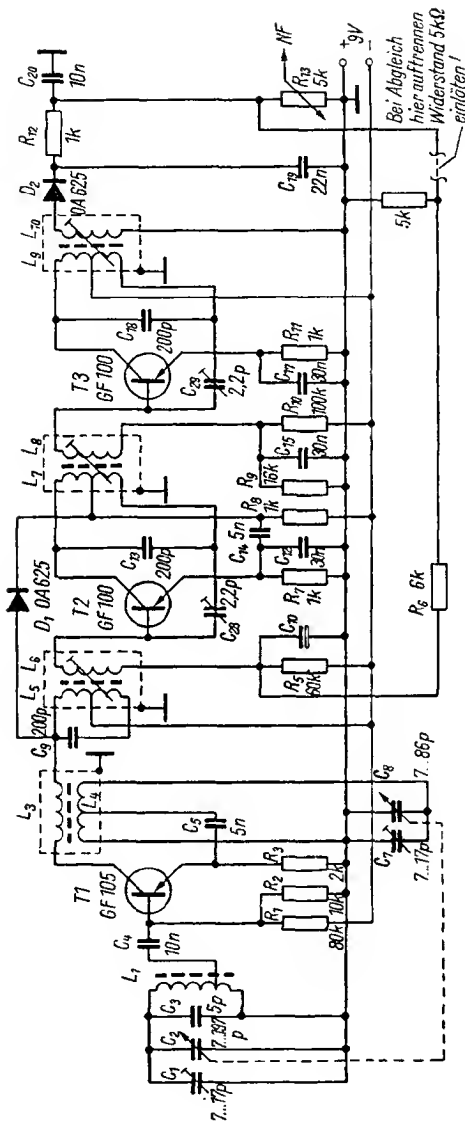 C₂₀
10n
R₁₂
1k
D₂
OA625
L₁₀
L₉
R₁₃
5k
NF
+
9V
–
Bei Abgleich
hier auftrennen
Widerstand 5kΩ
einlöten!
C₁₉
22n
5k
C₁₈
200p
T3
GF100
C₂₉
2,2p
R₁₁
1k
C₁₇
30n
R₁₀
100k
C₁₅
30n
R₉
16k
R₈
1k
L₈
L₇
D₁ OA625
C₁₃
200p
T2
GF100
C₂₈
2,2p
C₁₄ 5n
C₁₂
30n
R₇
1k
C₁₀
R₅
60k
R₆ 6k
L₆
L₅
200p
C₉
L₃
L₄
C₅
5n
T1
GF105
R₃
2k
R₂
10k
R₁
80k
C₈
7...86p
C₇
7...17p
C₄
10n
L₁
C₃
5p
C₂
7...397
p
C₁
7...17p